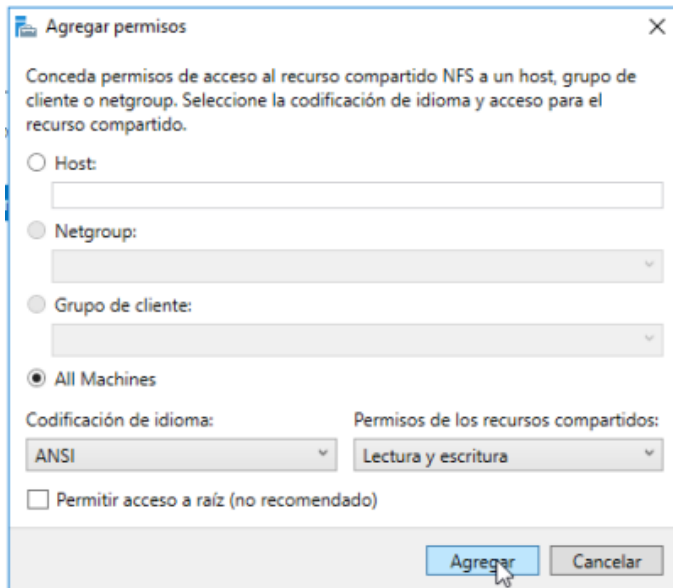 Agregar permisos
Conceda permisos de acceso al recurso compartido NFS a un host, grupo de
cliente o netgroup. Seleccione la codificación de idioma y acceso para el
recurso compartido.
Host:
Netgroup:
Grupo de cliente:
All Machines
Codificación de idioma: Permisos de los recursos compartidos:
ANSI Lectura y escritura
Permitir acceso a raíz (no recomendado)
Agregar Cancelar